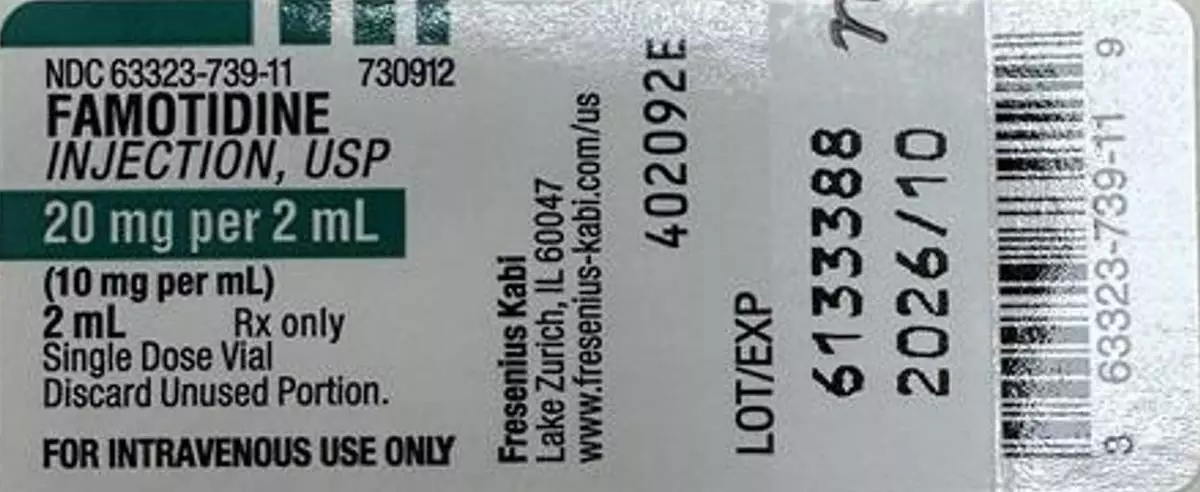 NDC 63323-739-11 730912
FAMOTIDINE
INJECTION, USP
20 mg per 2 mL
(10 mg per mL)
2 mL Rx only
Single Dose Vial
Discard Unused Portion.
FOR INTRAVENOUS USE ONLY
Fresenius Kabi
Lake Zurich, IL 60047
www.fresenius-kabi.com/us
402092E
LOT/EXP
6133388
2026/10
3 63323-739-11 9